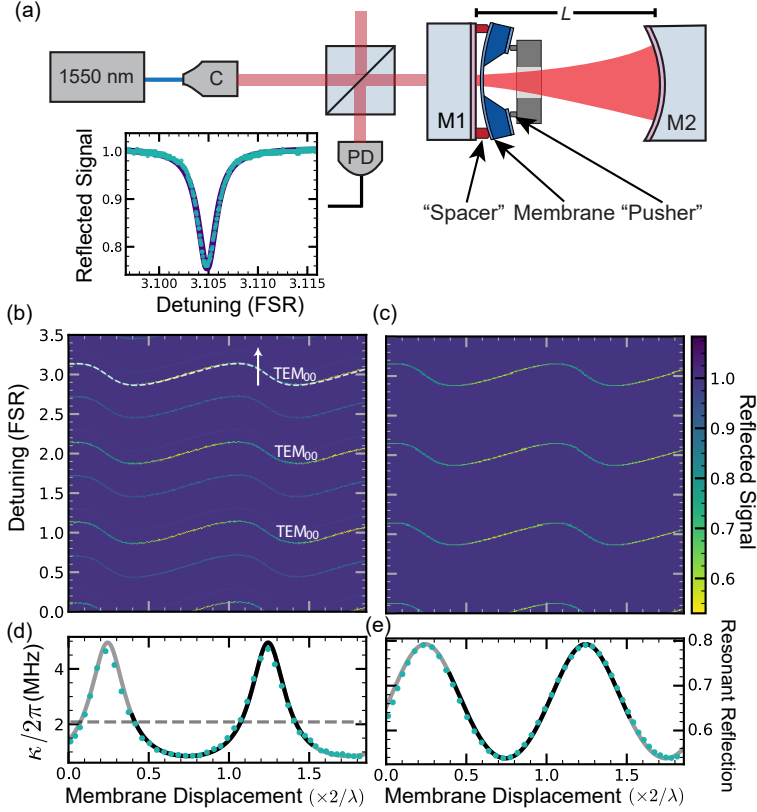 (a)
L
1550 nm
C
M1
M2
PD
"Spacer" Membrane "Pusher"
Reflected Signal
1.0
0.9
0.8
3.100 3.105 3.110 3.115
Detuning (FSR)
(b)
(c)
Detuning (FSR)
3.5
3.0
2.5
2.0
1.5
1.0
0.5
0.0
TEM00
TEM00
TEM00
1.0
0.9
0.8
0.7
0.6
Reflected Signal
(d)
(e)
κ/2π(MHz)
4
2
0
0.0 0.5 1.0 1.5
Membrane Displacement (×2/λ)
0.0 0.5 1.0 1.5
Membrane Displacement (×2/λ)
0.8
0.7
0.6
Resonant Reflection